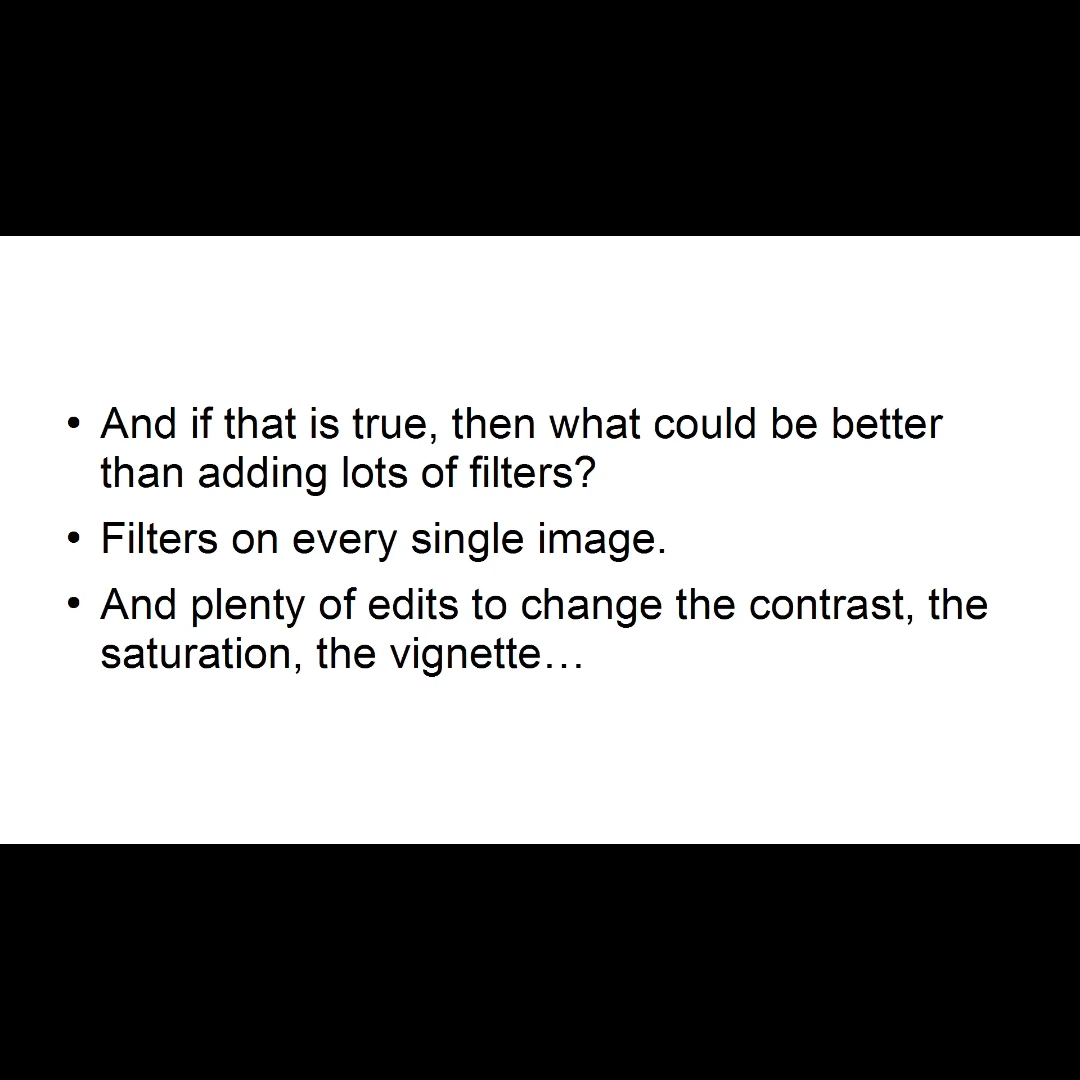 • And if that is true, then what could be better
than adding lots of filters?
• Filters on every single image.
• And plenty of edits to change the contrast, the
saturation, the vignette…